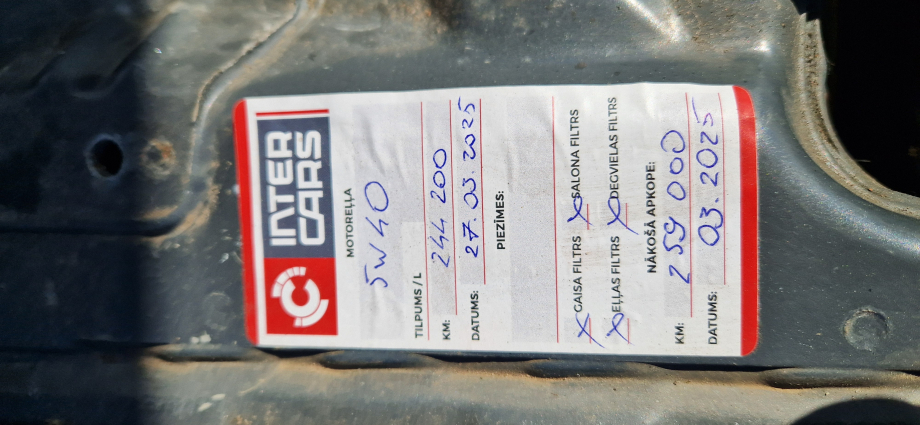 INTER
CARS
MOTOREĻĻA
5W40
TILPUMS / L
KM: 244 200
DATUMS: 27.03.2025
PIEZĪMES:
X GAISA FILTRS X SALONA FILTRS
X EĻĻAS FILTRS X DEGVIELAS FILTRS
NĀKOŠĀ APKOPE:
KM: 259 000
DATUMS: 03.2025